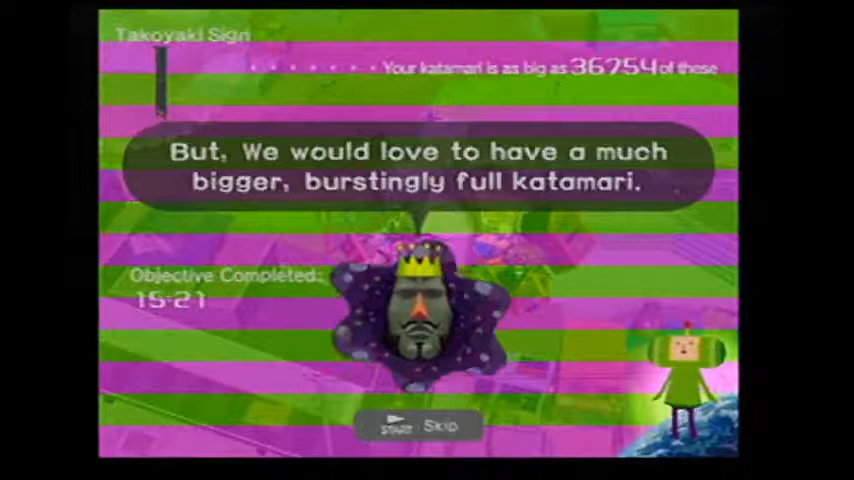 Takoyaki Sign
. . . . . . . Your katamari is as big as 36754 of these
But, We would love to have a much
bigger, burstingly full katamari.
Objective Completed:
15:21
START Skip